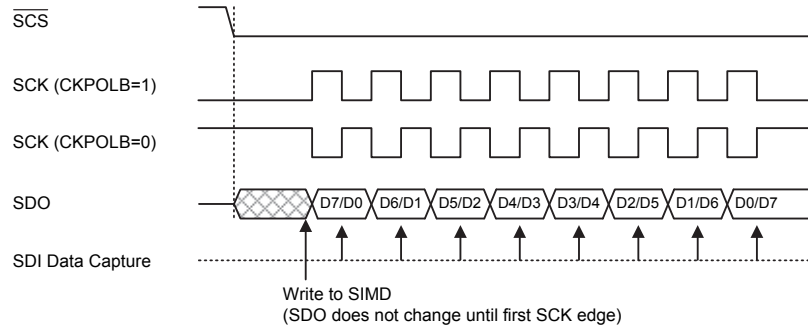 SCS
SCK (CKPOLB=1)
SCK (CKPOLB=0)
SDO
D7/D0 D6/D1 D5/D2 D4/D3 D3/D4 D2/D5 D1/D6 D0/D7
SDI Data Capture
Write to SIMD
(SDO does not change until first SCK edge)